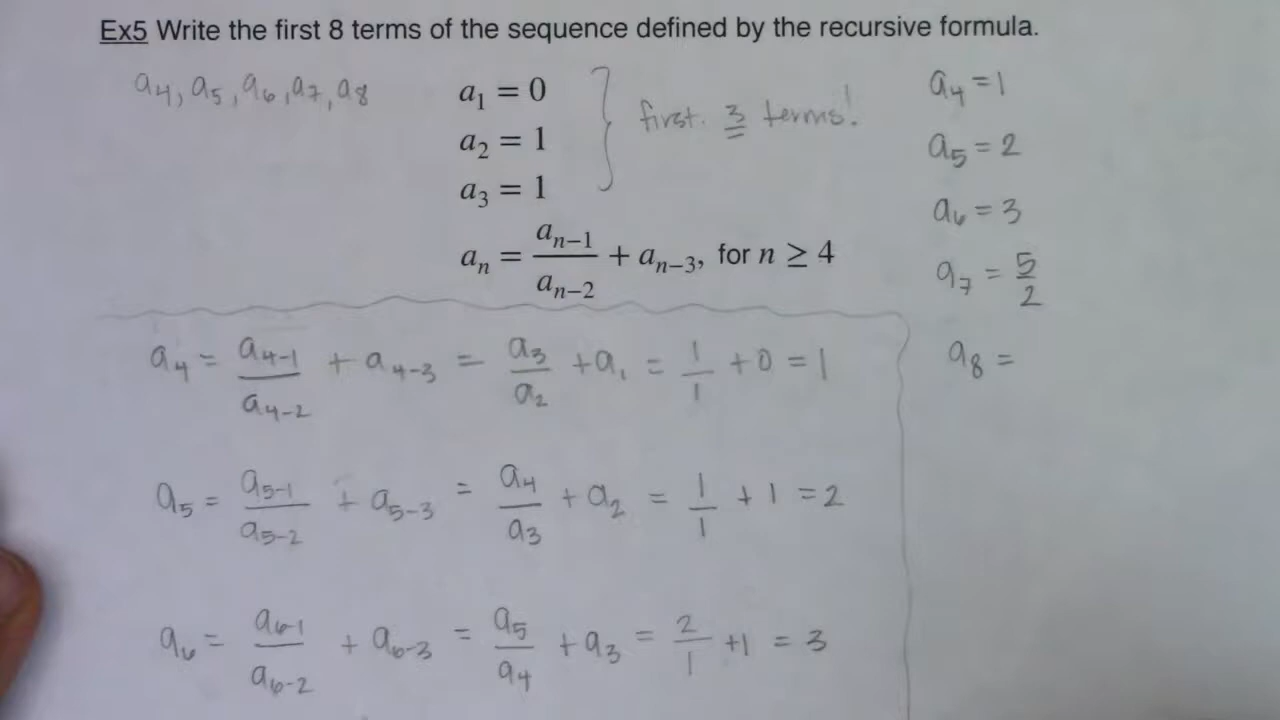 Ex5 Write the first 8 terms of the sequence defined by the recursive formula.
a₄, a₅, a₆, a₇, a₈
a₁ = 0
a₂ = 1
a₃ = 1
} first 3 terms!
aₙ = aₙ₋₁ / aₙ₋₂ + aₙ₋₃, for n ≥ 4
a₄ = a₄₋₁ / a₄₋₂ + a₄₋₃ = a₃ / a₂ + a₁ = 1/1 + 0 = 1
a₅ = a₅₋₁ / a₅₋₂ + a₅₋₃ = a₄ / a₃ + a₂ = 1/1 + 1 = 2
a₆ = a₆₋₁ / a₆₋₂ + a₆₋₃ = a₅ / a₄ + a₃ = 2/1 + 1 = 3
a₄ = 1
a₅ = 2
a₆ = 3
a₇ = 5/2
a₈ =